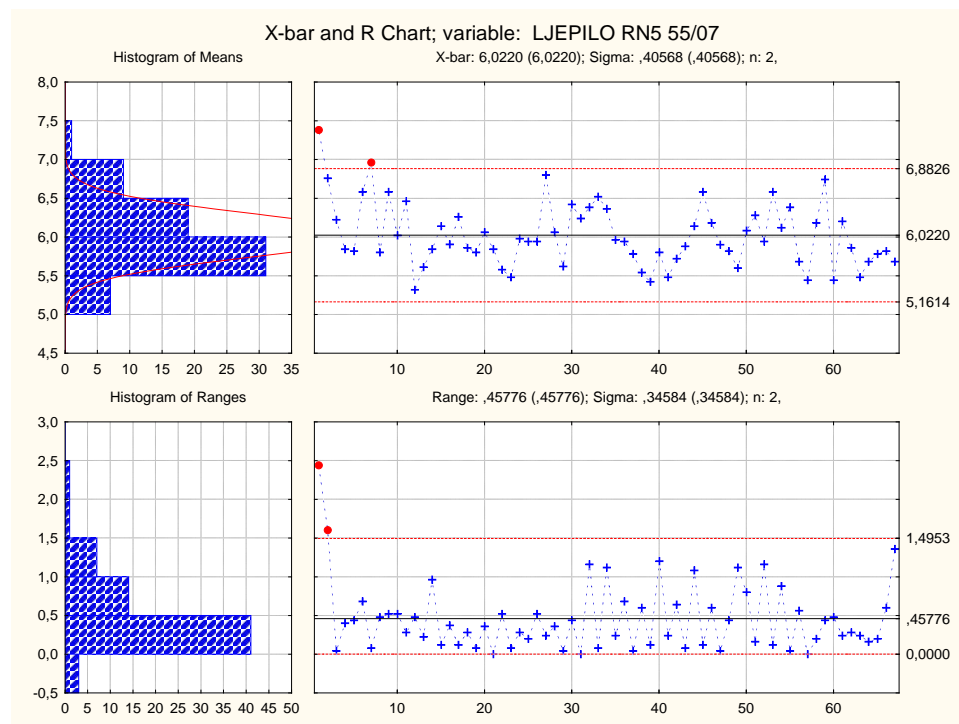 X-bar and R Chart; variable:  LJEPILO RN5 55/07
Histogram of Means
X-bar: 6,0220 (6,0220); Sigma: ,40568 (,40568); n: 2,
8,0
7,5
7,0
6,5
6,0
5,5
5,0
4,5
0 5 10 15 20 25 30 35
6,8826
6,0220
5,1614
10 20 30 40 50 60
Histogram of Ranges
Range: ,45776 (,45776); Sigma: ,34584 (,34584); n: 2,
3,0
2,5
2,0
1,5
1,0
0,5
0,0
-0,5
0 5 10 15 20 25 30 35 40 45 50
1,4953
,45776
0,0000
10 20 30 40 50 60